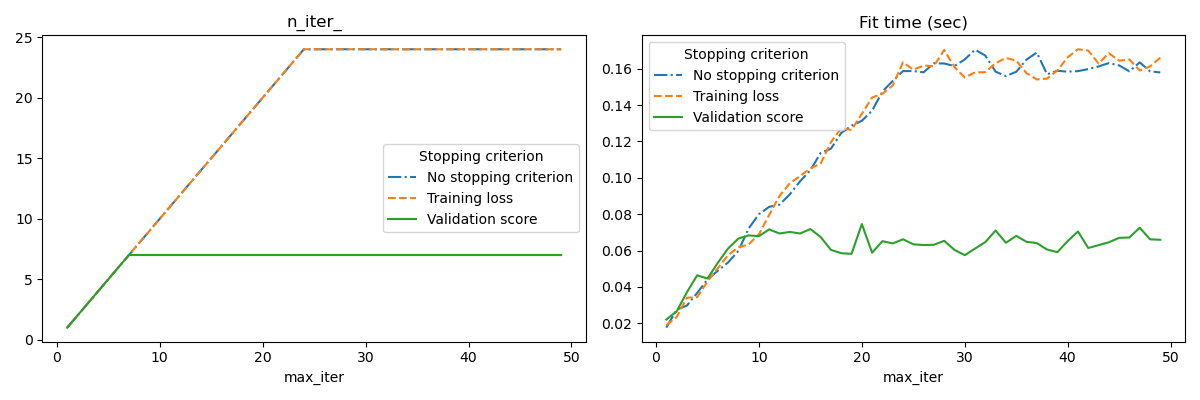 n_iter_
25
20
15
10
5
0
Stopping criterion
No stopping criterion
Training loss
Validation score
0
10
20
30
40
50
max_iter
Fit time (sec)
0.16
0.14
0.12
0.10
0.08
0.06
0.04
0.02
Stopping criterion
No stopping criterion
Training loss
Validation score
0
10
20
30
40
50
max_iter